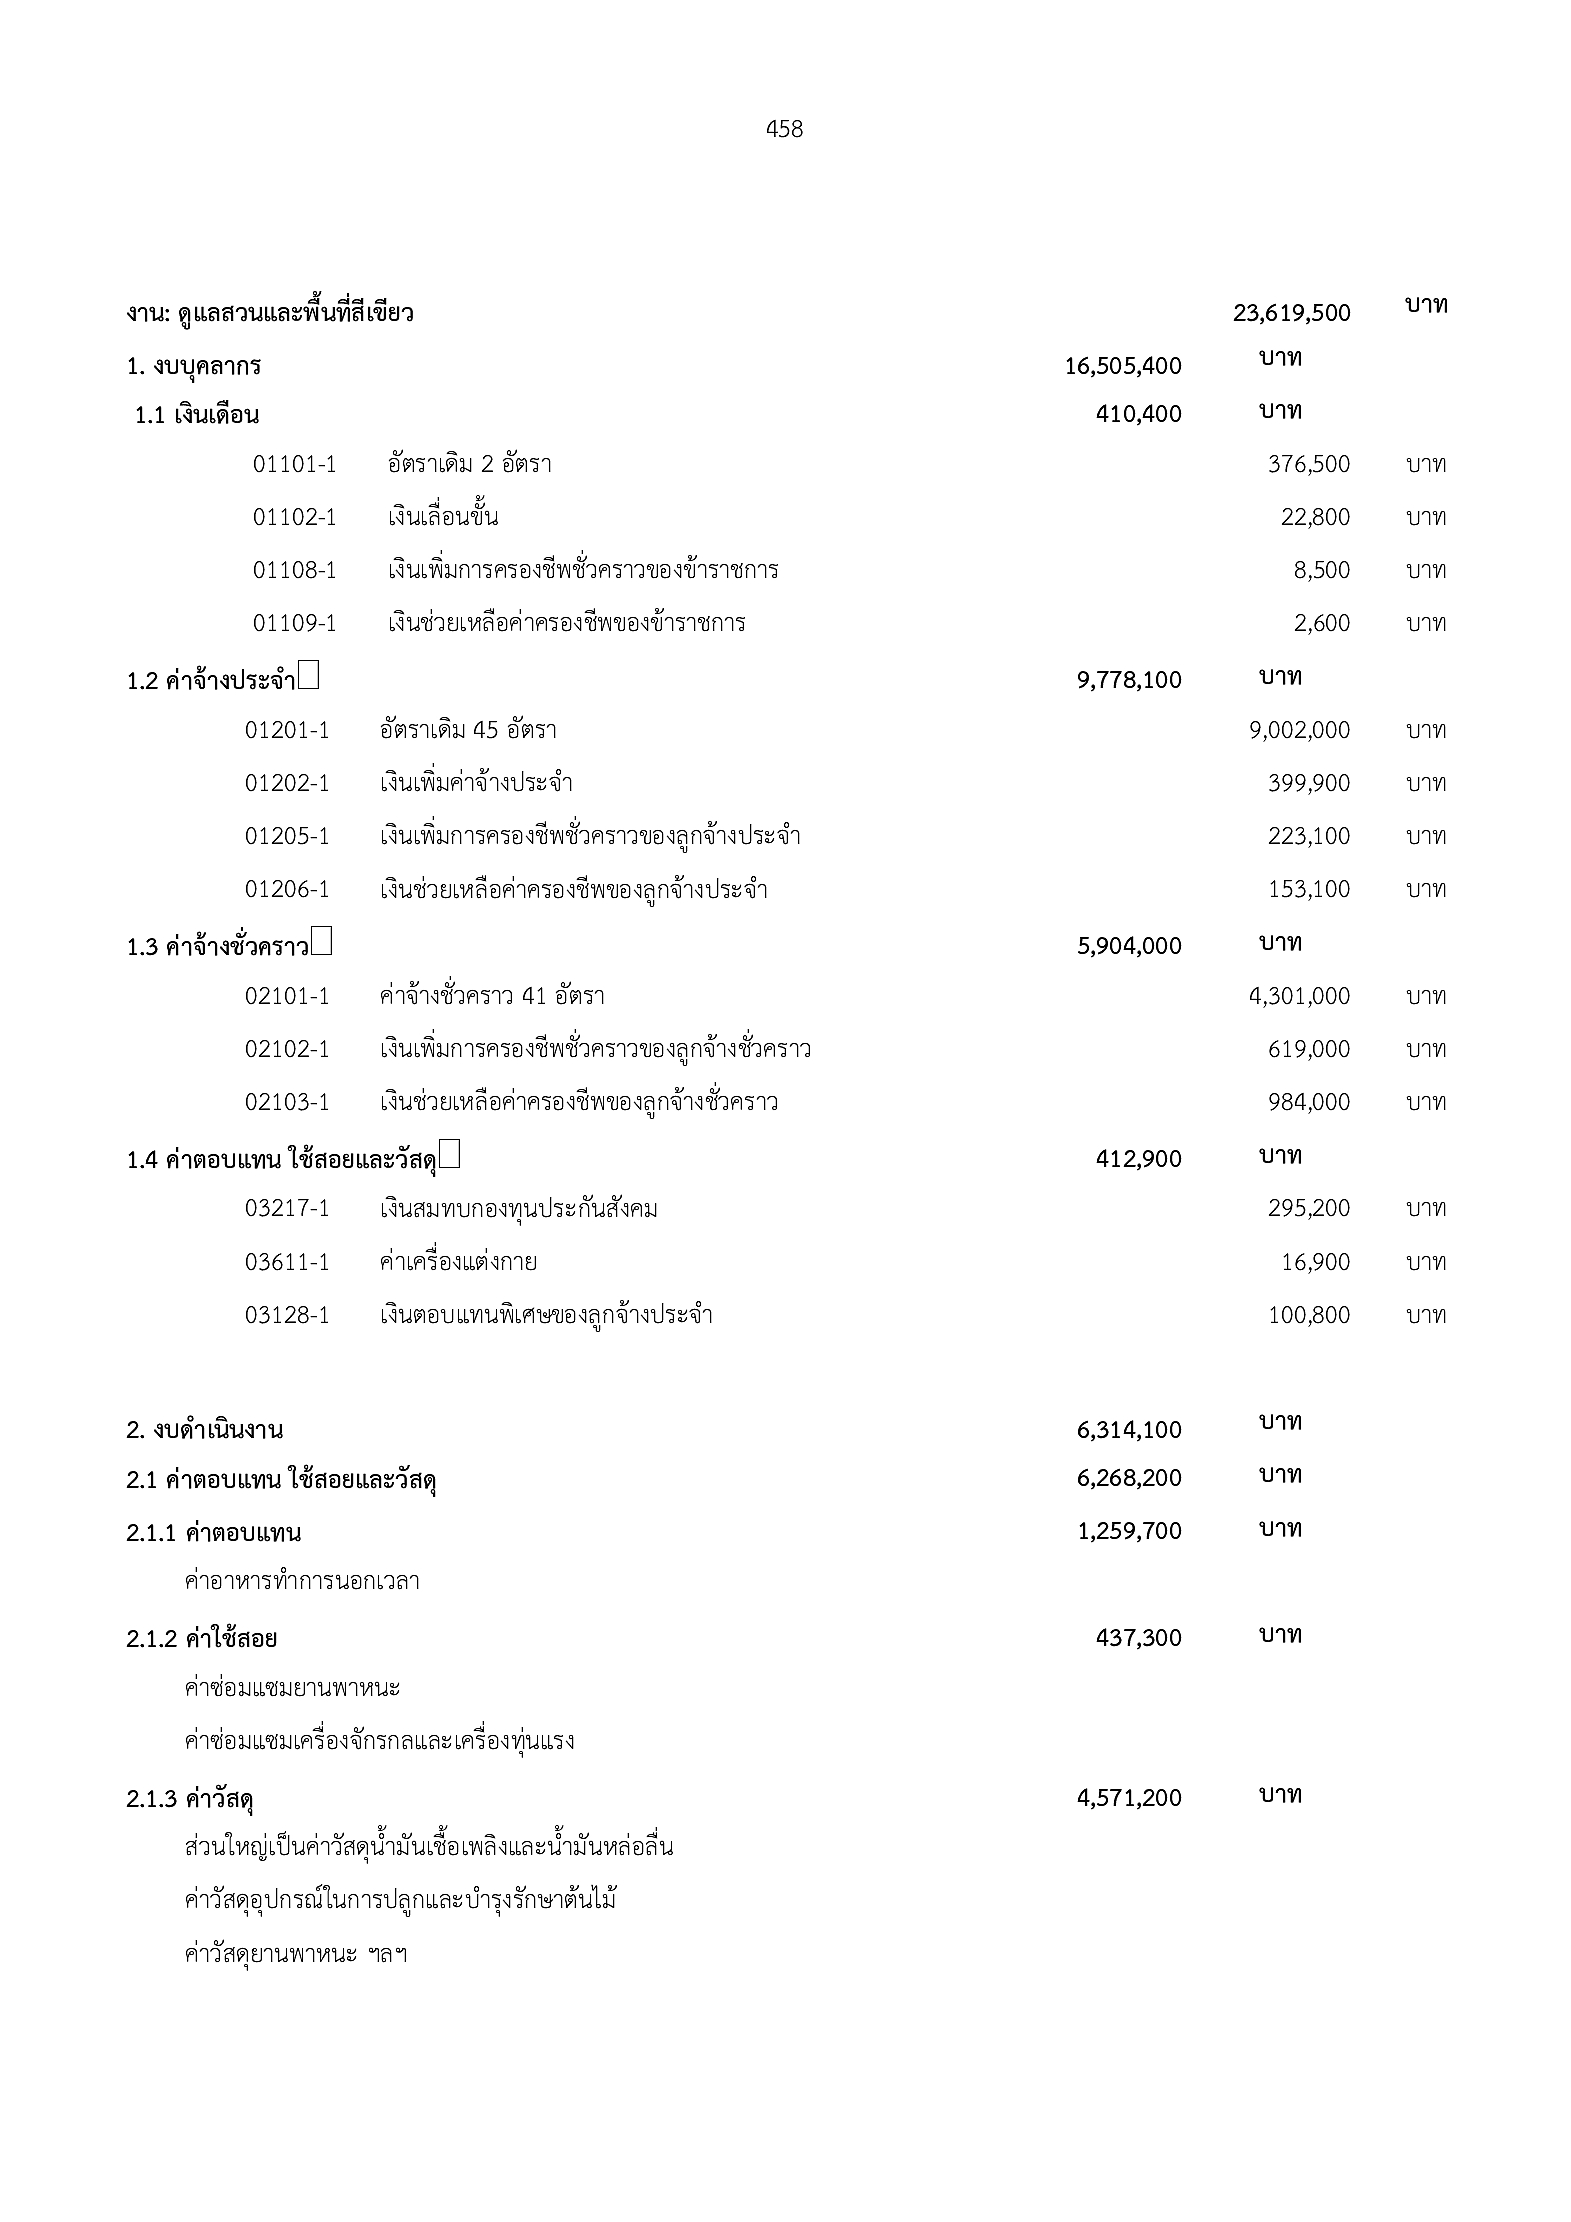 458
งาน: ดูแลสวนและพื้นที่สีเขียว 23,619,500 บาท
1. งบบุคลากร 16,505,400 บาท
1.1 เงินเดือน 410,400 บาท
01101-1 อัตราเดิม 2 อัตรา 376,500 บาท
01102-1 เงินเลื่อนขั้น 22,800 บาท
01108-1 เงินเพิ่มการครองชีพชั่วคราวของข้าราชการ 8,500 บาท
01109-1 เงินช่วยเหลือค่าครองชีพของข้าราชการ 2,600 บาท
1.2 ค่าจ้างประจำ 9,778,100 บาท
01201-1 อัตราเดิม 45 อัตรา 9,002,000 บาท
01202-1 เงินเพิ่มค่าจ้างประจำ 399,900 บาท
01205-1 เงินเพิ่มการครองชีพชั่วคราวของลูกจ้างประจำ 223,100 บาท
01206-1 เงินช่วยเหลือค่าครองชีพของลูกจ้างประจำ 153,100 บาท
1.3 ค่าจ้างชั่วคราว 5,904,000 บาท
02101-1 ค่าจ้างชั่วคราว 41 อัตรา 4,301,000 บาท
02102-1 เงินเพิ่มการครองชีพชั่วคราวของลูกจ้างชั่วคราว 619,000 บาท
02103-1 เงินช่วยเหลือค่าครองชีพของลูกจ้างชั่วคราว 984,000 บาท
1.4 ค่าตอบแทน ใช้สอยและวัสดุ 412,900 บาท
03217-1 เงินสมทบกองทุนประกันสังคม 295,200 บาท
03611-1 ค่าเครื่องแต่งกาย 16,900 บาท
03128-1 เงินตอบแทนพิเศษของลูกจ้างประจำ 100,800 บาท
2. งบดำเนินงาน 6,314,100 บาท
2.1 ค่าตอบแทน ใช้สอยและวัสดุ 6,268,200 บาท
2.1.1 ค่าตอบแทน 1,259,700 บาท
ค่าอาหารทำการนอกเวลา
2.1.2 ค่าใช้สอย 437,300 บาท
ค่าซ่อมแซมยานพาหนะ
ค่าซ่อมแซมเครื่องจักรกลและเครื่องทุ่นแรง
2.1.3 ค่าวัสดุ 4,571,200 บาท
ส่วนใหญ่เป็นค่าวัสดุน้ำมันเชื้อเพลิงและน้ำมันหล่อลื่น
ค่าวัสดุอุปกรณ์ในการปลูกและบำรุงรักษาต้นไม้
ค่าวัสดุยานพาหนะ ฯลฯ